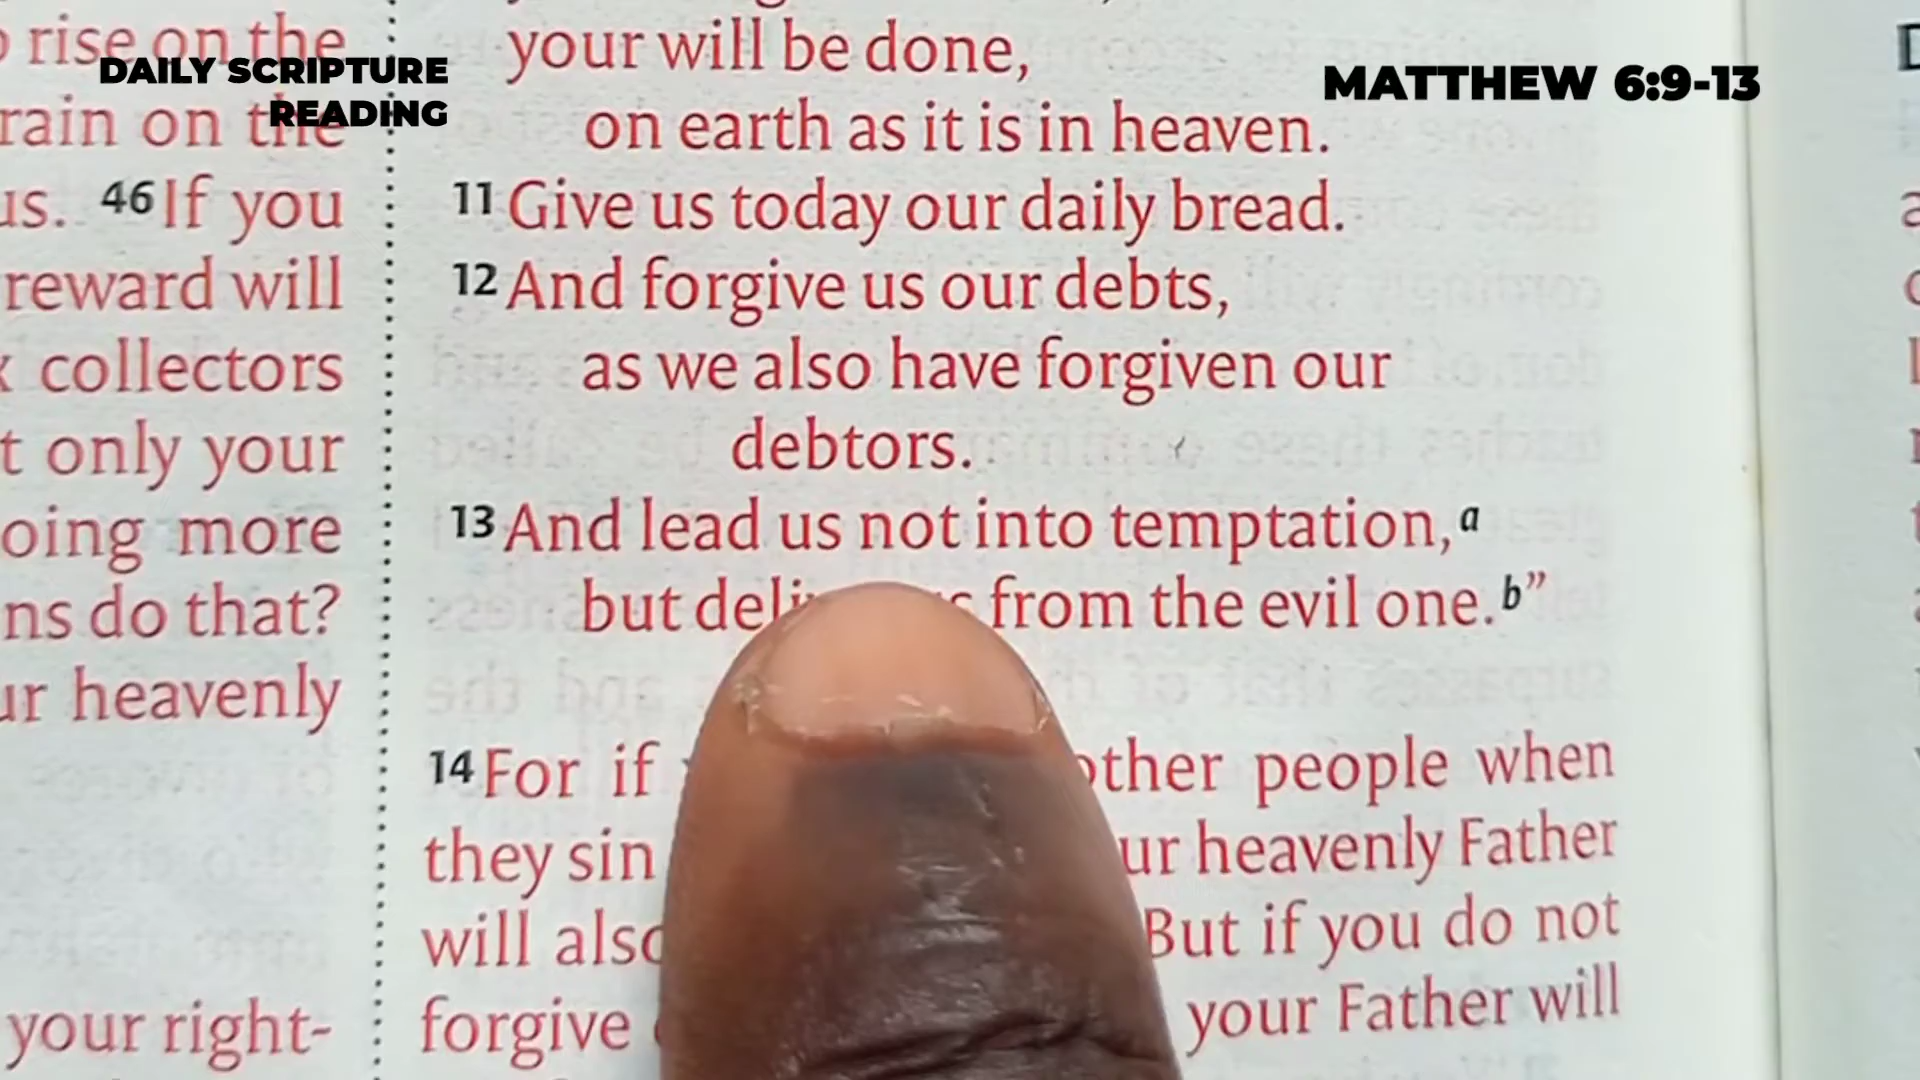 DAILY SCRIPTURE
READING
MATTHEW 6:9-13
rise on the
rain on the
us. 46 If you
reward will
collectors
t only your
oing more
ns do that?
ur heavenly
your right-
your will be done,
on earth as it is in heaven.
11 Give us today our daily bread.
12 And forgive us our debts,
as we also have forgiven our
debtors.
13 And lead us not into temptation,a
but from the evil one.b”
14 For if other people when
they sin ur heavenly Father
will But if you do not
forgive your Father will